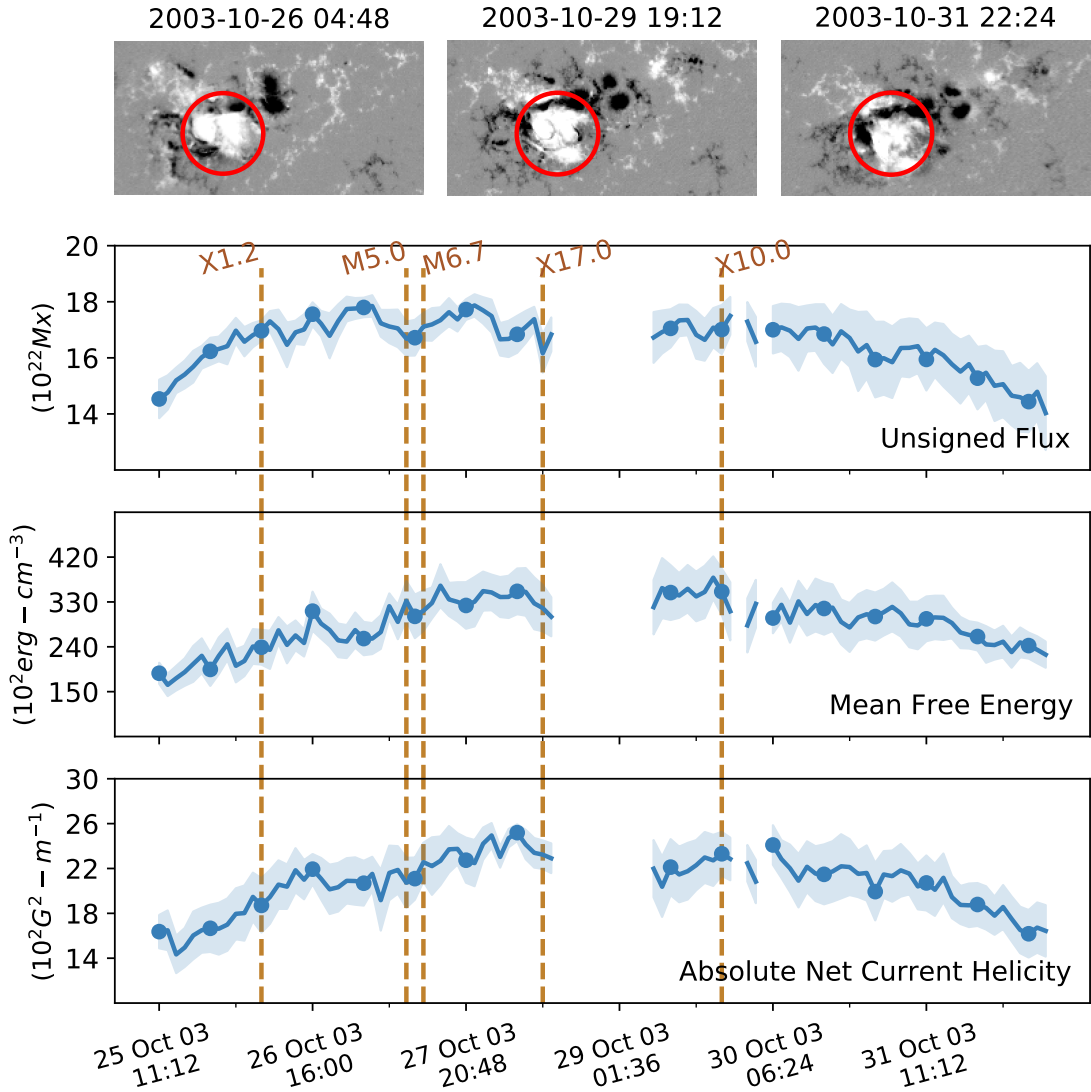 2003-10-26 04:48
2003-10-29 19:12
2003-10-31 22:24
X1.2
M5.0
M6.7
X17.0
X10.0
20
18
16
14
(10²²Mx)
Unsigned Flux
420
330
240
150
(10²erg − cm⁻³)
Mean Free Energy
30
26
22
18
14
(10²G² − m⁻¹)
Absolute Net Current Helicity
25 Oct 03
11:12
26 Oct 03
16:00
27 Oct 03
20:48
29 Oct 03
01:36
30 Oct 03
06:24
31 Oct 03
11:12